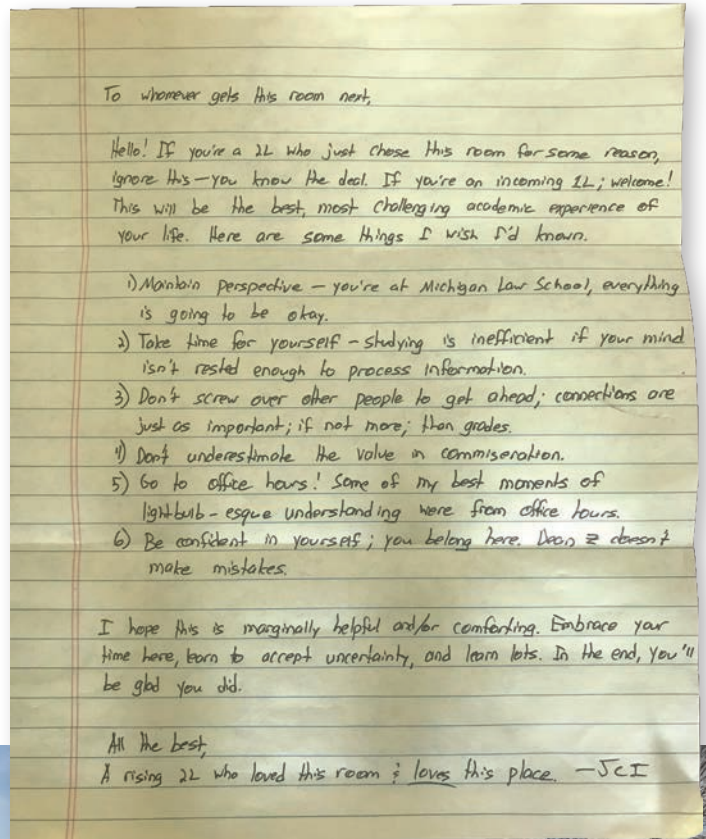 To whomever gets this room next,
Hello! If you're a 2L who just chose this room for some reason,
ignore this – you know the deal. If you're an incoming 1L; welcome!
This will be the best, most challenging academic experience of
your life. Here are some things I wish I'd known.
1) Maintain perspective – you're at Michigan Law School, everything
is going to be okay.
2) Take time for yourself – studying is inefficient if your mind
isn't rested enough to process information.
3) Don't screw over other people to get ahead; connections are
just as important; if not more; than grades.
4) Don't underestimate the value in commiseration.
5) Go to office hours! Some of my best moments of
lightbulb-esque understanding were from office hours.
6) Be confident in yourself; you belong here. Dean Z doesn't
make mistakes.
I hope this is marginally helpful and/or comforting. Embrace your
time here, learn to accept uncertainty, and learn lots. In the end, you'll
be glad you did.
All the best,
A rising 2L who loved this room & loves this place. –JCI